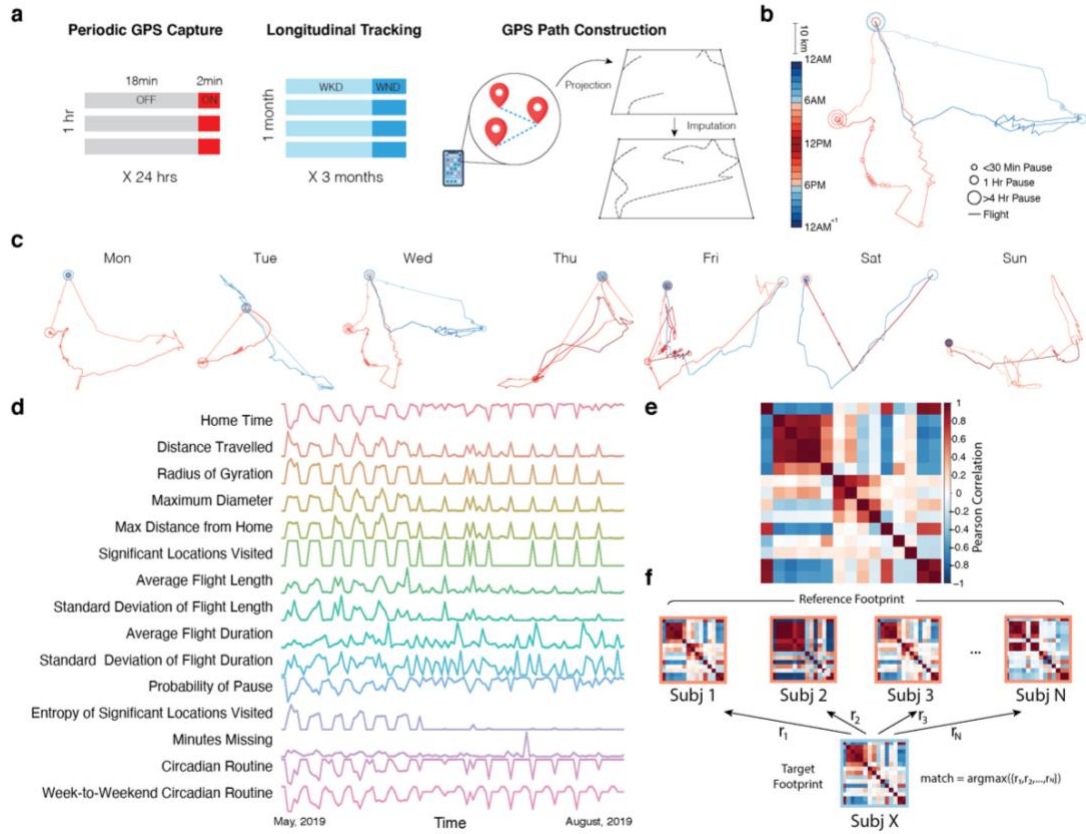 a
Periodic GPS Capture
18min 2min
OFF ON
1 hr
X 24 hrs
Longitudinal Tracking
WKD WND
1 month
X 3 months
GPS Path Construction
Projection
Imputation
b
10 km
12AM
6AM
12PM
6PM
12AM+1
<30 Min Pause
1 Hr Pause
>4 Hr Pause
Flight
c
Mon Tue Wed Thu Fri Sat Sun
d
Home Time
Distance Travelled
Radius of Gyration
Maximum Diameter
Max Distance from Home
Significant Locations Visited
Average Flight Length
Standard Deviation of Flight Length
Average Flight Duration
Standard Deviation of Flight Duration
Probability of Pause
Entropy of Significant Locations Visited
Minutes Missing
Circadian Routine
Week-to-Weekend Circadian Routine
May, 2019 Time August, 2019
e
1
0.8
0.6
0.4
0.2
0
-0.2
-0.4
-0.6
-0.8
-1
Pearson Correlation
f
Reference Footprint
...
Subj 1 Subj 2 Subj 3 Subj N
r1 r2 r3 rN
Target
Footprint
match = argmax((r1,r2,...,rN))
Subj X